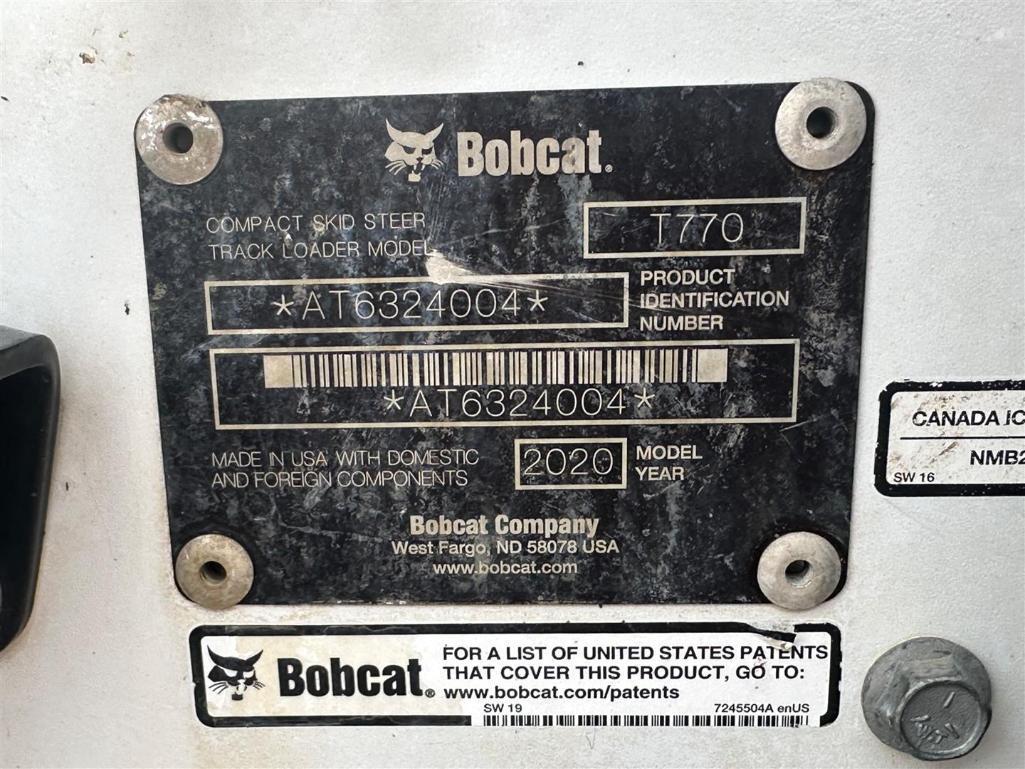 Bobcat.
COMPACT SKID STEER
TRACK LOADER MODEL
T770
*AT6324004*
PRODUCT
IDENTIFICATION
NUMBER
*AT6324004*
MADE IN USA WITH DOMESTIC
AND FOREIGN COMPONENTS
2020
MODEL
YEAR
Bobcat Company
West Fargo, ND 58078 USA
www.bobcat.com
Bobcat.
FOR A LIST OF UNITED STATES PATENTS
THAT COVER THIS PRODUCT, GO TO:
www.bobcat.com/patents
SW 19
7245504A enUS
CANADA IC
NMB2
SW 16